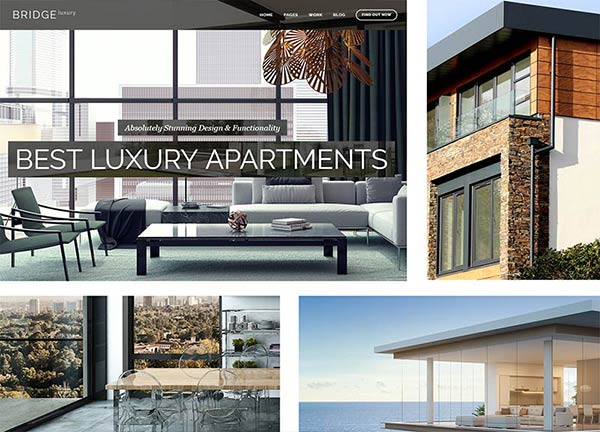 BRIDGE luxury
HOME PAGES WORK BLOG FIND OUT NOW
Absolutely Stunning Design & Functionality
BEST LUXURY APARTMENTS